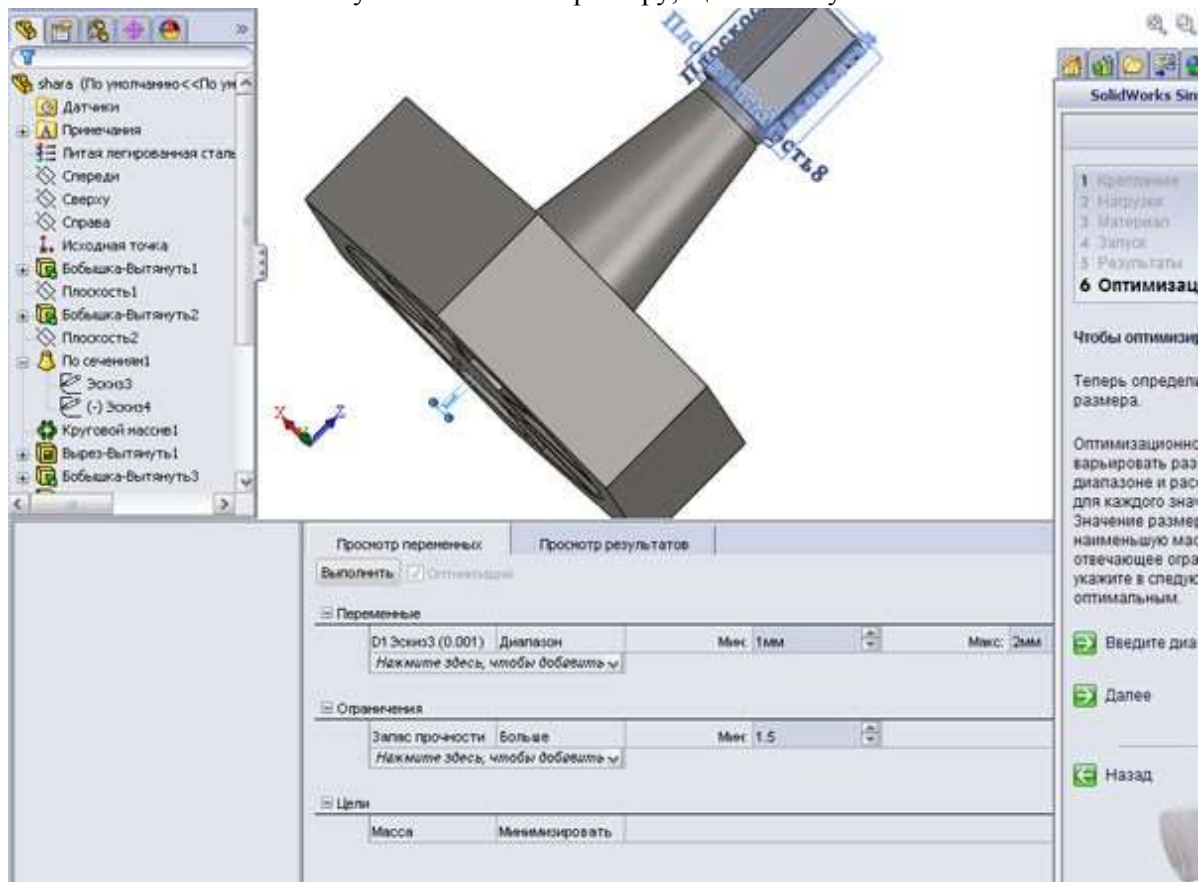 shara (По умолчанию<<По ум
Датчики
Примечания
Литая легированная сталь
Спереди
Сверху
Справа
Исходная точка
Бобышка-Вытянуть1
Плоскость1
Бобышка-Вытянуть2
Плоскость2
По сечениям1
Эскиз3
(-) Эскиз4
Круговой массив1
Вырез-Вытянуть1
Бобышка-Вытянуть3
SolidWorks Sim
1 Крепления
2 Нагрузки
3 Материал
4 Запуск
5 Результаты
6 Оптимизац
Чтобы оптимизир
Теперь определи
размера.
Оптимизационно
варьировать раз
диапазоне и расс
для каждого знач
Значение размер
наименьшую мас
отвечающее огра
укажите в следую
оптимальным.
Введите диа
Далее
Назад
Просмотр переменных
Просмотр результатов
Выполнить
Оптимизация
Переменные
D1Эскиз3 (0.001) Диапазон Мин: 1мм Макс: 2мм
Нажмите здесь, чтобы добавить
Ограничения
Запас прочности Больше Мин: 1.5
Нажмите здесь, чтобы добавить
Цели
Масса Минимизировать